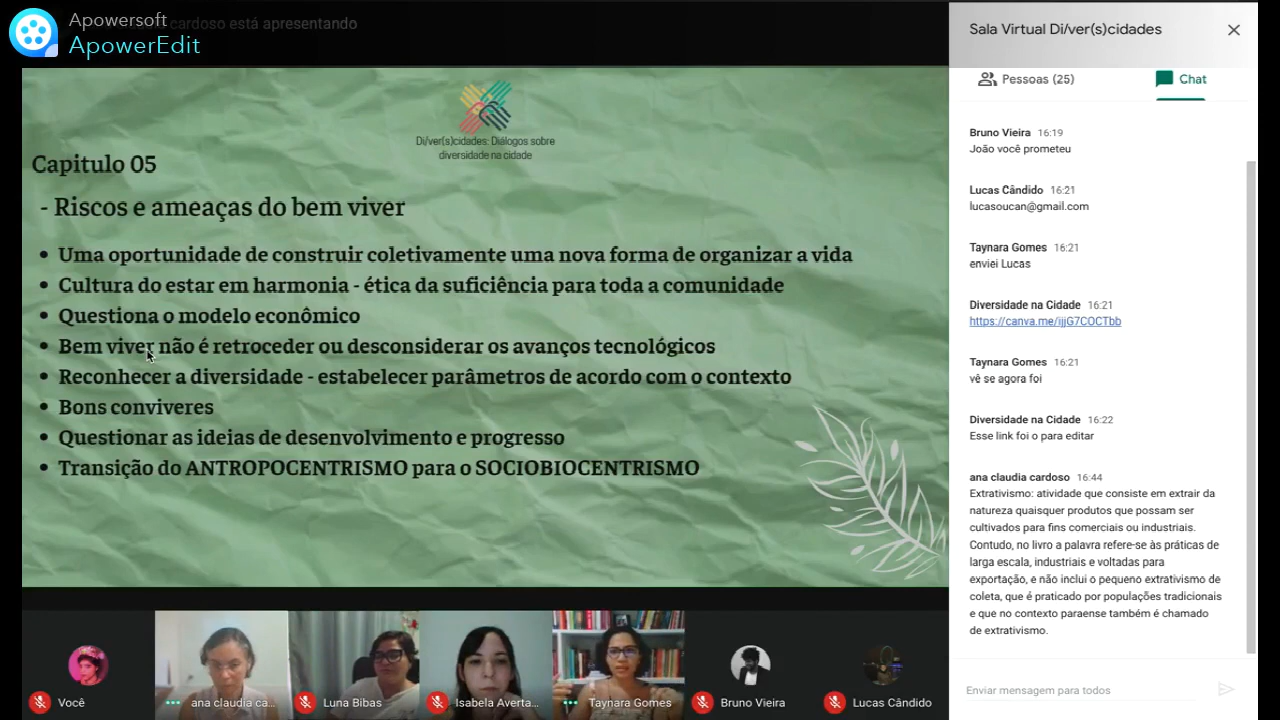 Apowersoft
ApowerEdit
cardoso está apresentando
Di/ver(s)cidades: Diálogos sobre
diversidade na cidade
Capitulo 05
- Riscos e ameaças do bem viver
• Uma oportunidade de construir coletivamente uma nova forma de organizar a vida
• Cultura do estar em harmonia - ética da suficiência para toda a comunidade
• Questiona o modelo econômico
• Bem viver não é retroceder ou desconsiderar os avanços tecnológicos
• Reconhecer a diversidade - estabelecer parâmetros de acordo com o contexto
• Bons conviveres
• Questionar as ideias de desenvolvimento e progresso
• Transição do ANTROPOCENTRISMO para o SOCIOBIOCENTRISMO
Você
ana claudia ca...
Luna Bibas
Isabela Averta...
Taynara Gomes
Bruno Vieira
Lucas Cândido
Sala Virtual Di/ver(s)cidades
Pessoas (25)
Chat
Bruno Vieira 16:19
João você prometeu
Lucas Cândido 16:21
lucasoucan@gmail.com
Taynara Gomes 16:21
enviei Lucas
Diversidade na Cidade 16:21
https://canva.me/ijjG7COCTbb
Taynara Gomes 16:21
vê se agora foi
Diversidade na Cidade 16:22
Esse link foi o para editar
ana claudia cardoso 16:44
Extrativismo: atividade que consiste em extrair da
natureza quaisquer produtos que possam ser
cultivados para fins comerciais ou industriais.
Contudo, no livro a palavra refere-se às práticas de
larga escala, industriais e voltadas para
exportação, e não inclui o pequeno extrativismo de
coleta, que é praticado por populações tradicionais
e que no contexto paraense também é chamado
de extrativismo.
Enviar mensagem para todos